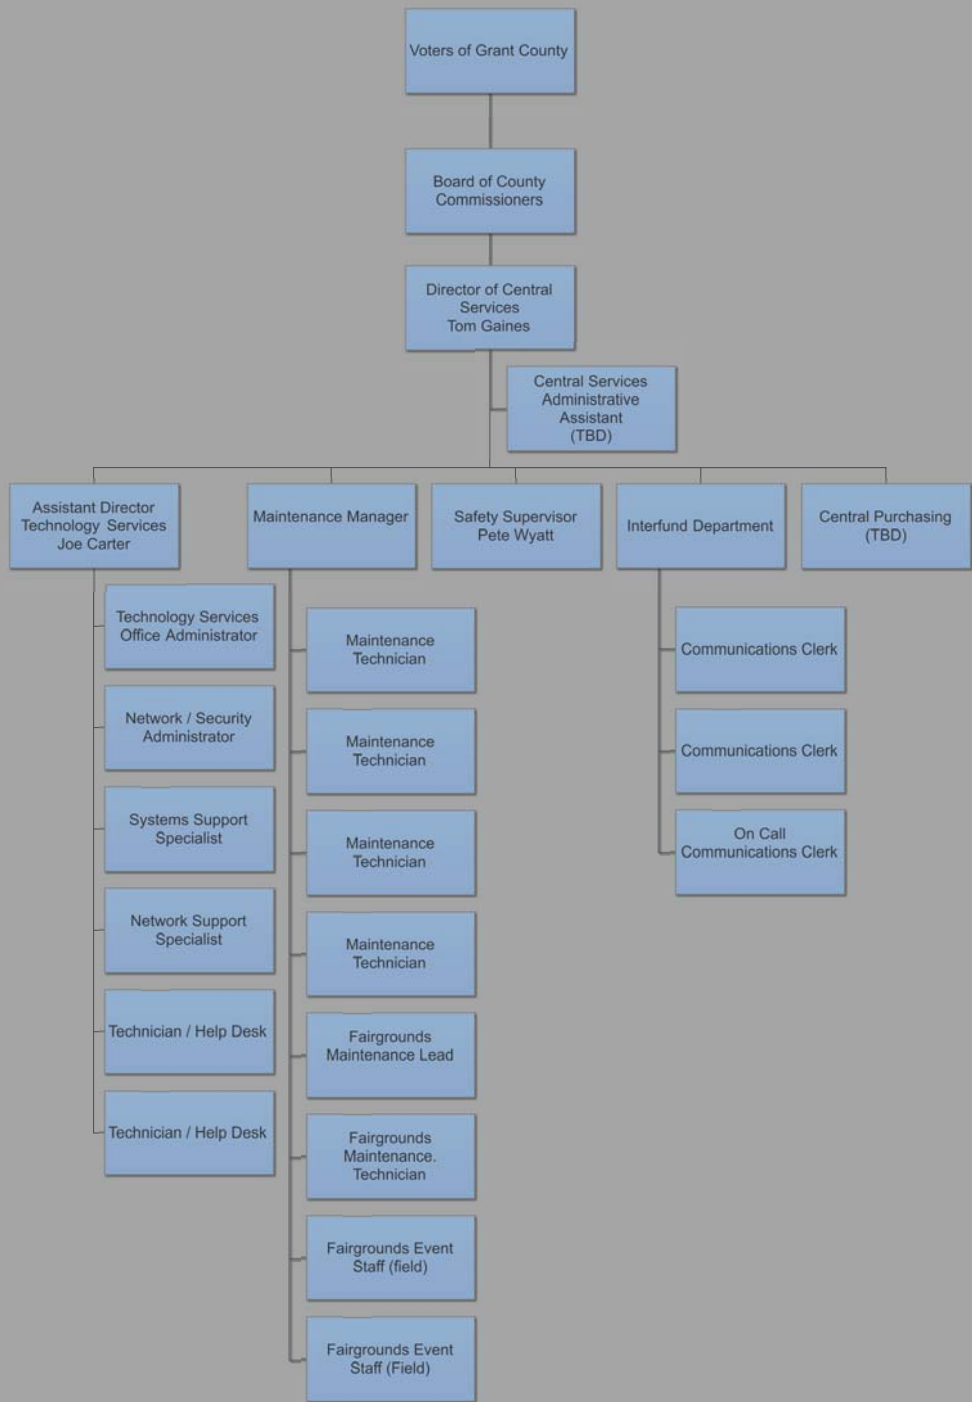 Voters of Grant County
Board of County
Commissioners
Director of Central
Services
Tom Gaines
Central Services
Administrative
Assistant
(TBD)
Assistant Director
Technology Services
Joe Carter
Maintenance Manager
Safety Supervisor
Pete Wyatt
Interfund Department
Central Purchasing
(TBD)
Technology Services
Office Administrator
Network / Security
Administrator
Systems Support
Specialist
Network Support
Specialist
Technician / Help Desk
Technician / Help Desk
Maintenance
Technician
Maintenance
Technician
Maintenance
Technician
Maintenance
Technician
Fairgrounds
Maintenance Lead
Fairgrounds
Maintenance.
Technician
Fairgrounds Event
Staff (field)
Fairgrounds Event
Staff (Field)
Communications Clerk
Communications Clerk
On Call
Communications Clerk